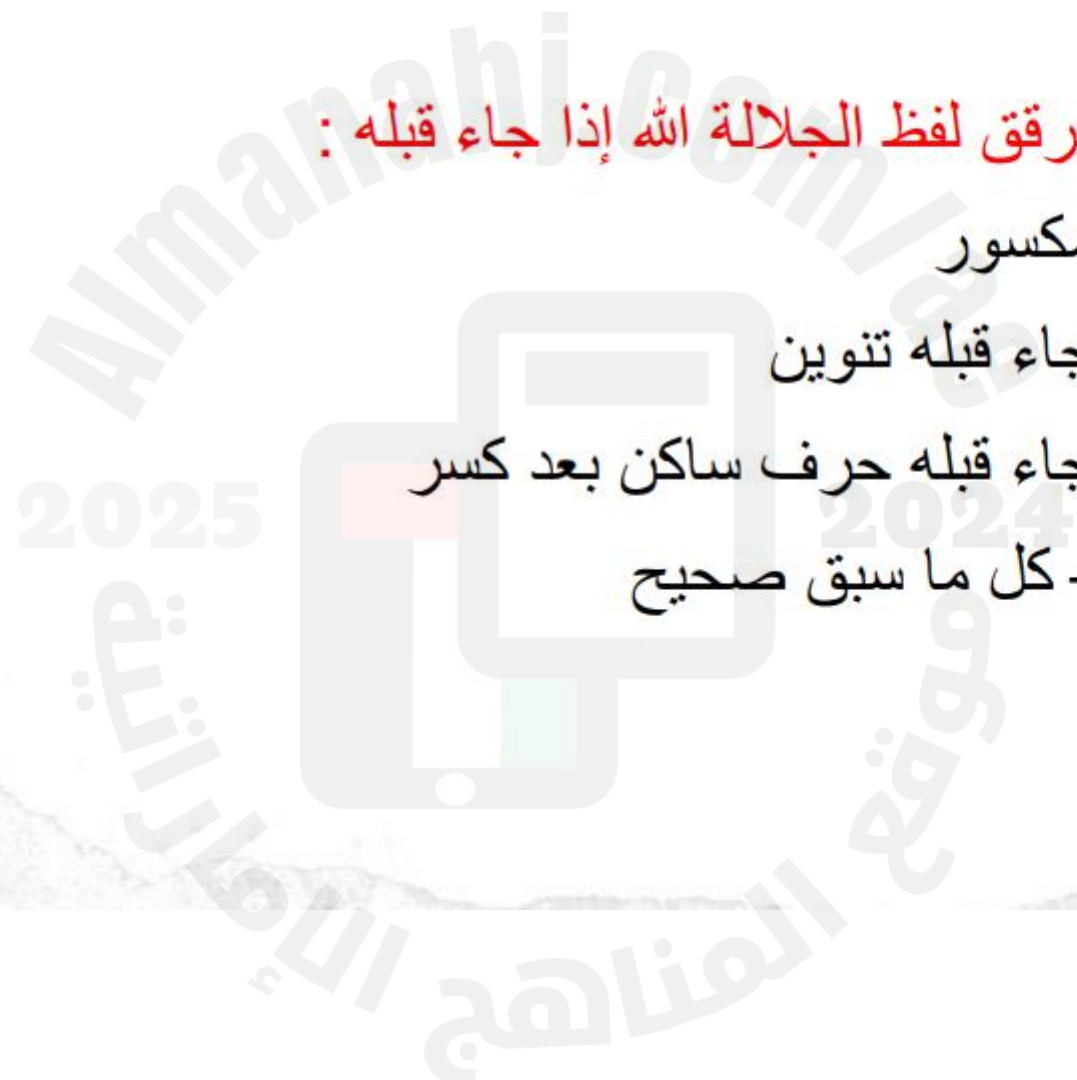 رقق لفظ الجلالة الله إذا جاء قبله :
مكسور
جاء قبله تنوين
جاء قبله حرف ساكن بعد كسر
- كل ما سبق صحيح
Almanahj.com/ae
2025
2024
موقع المناهج الإماراتية